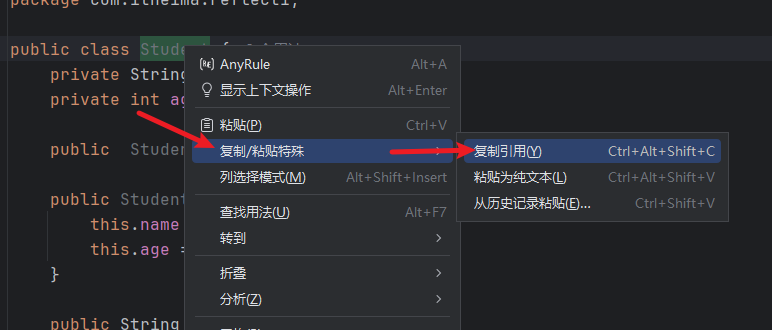 package com.itheima.reflect1;
public class Student {
private String
private int ag
public Stude
public Student
this.name
this.age =
}
public String
AnyRule Alt+A
显示上下文操作 Alt+Enter
粘贴(P) Ctrl+V
复制/粘贴特殊
列选择模式(M) Alt+Shift+Insert
查找用法(U) Alt+F7
转到
折叠
分析(Z)
复制引用(Y) Ctrl+Alt+Shift+C
粘贴为纯文本(L) Ctrl+Alt+Shift+V
从历史记录粘贴(E)... Ctrl+Shift+V